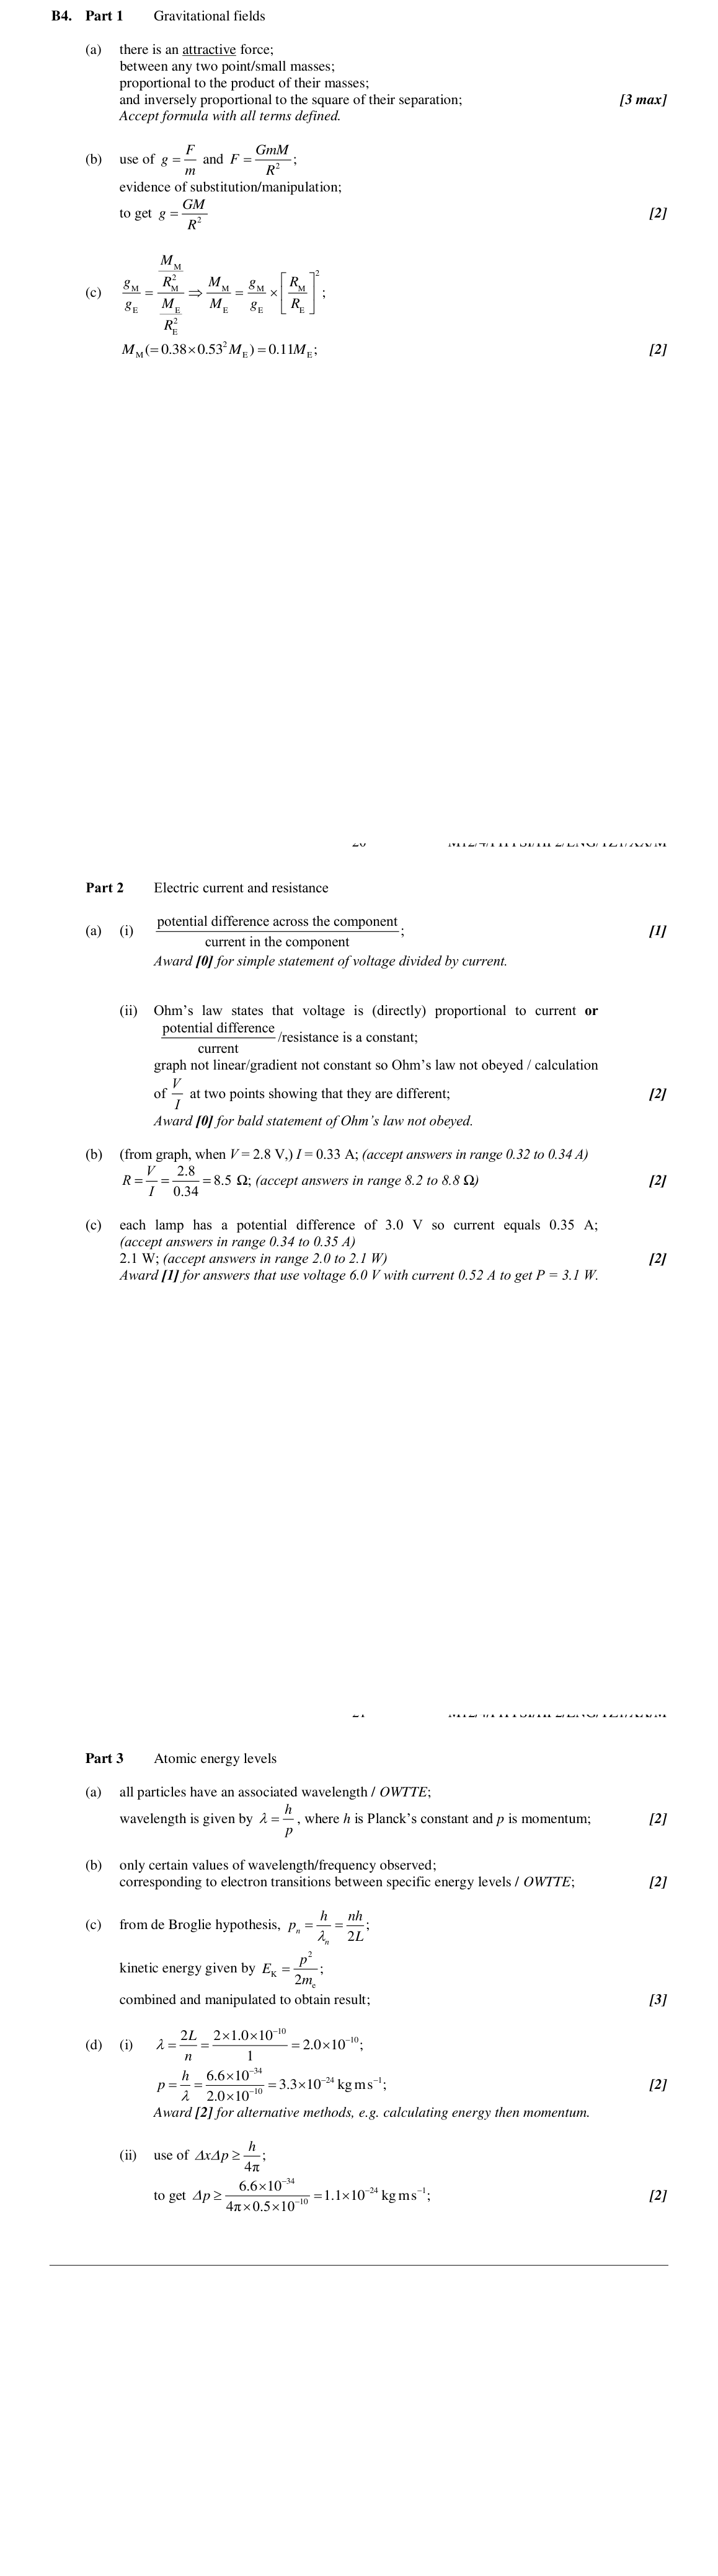 B4. Part 1 Gravitational fields
(a) there is an attractive force;
between any two point/small masses;
proportional to the product of their masses;
and inversely proportional to the square of their separation; [3 max]
Accept formula with all terms defined.
(b) use of g = F/m and F = GmM/R²;
evidence of substitution/manipulation;
to get g = GM/R² [2]
(c) g_M/g_E = (M_M/R²_M)/(M_E/R²_E) ⇒ M_M/M_E = g_M/g_E × [R_M/R_E]²;
M_M(= 0.38×0.53² M_E) = 0.11M_E; [2]
Part 2 Electric current and resistance
(a) (i) potential difference across the component / current in the component; [1]
Award [0] for simple statement of voltage divided by current.
(ii) Ohm's law states that voltage is (directly) proportional to current or
potential difference/current /resistance is a constant;
graph not linear/gradient not constant so Ohm's law not obeyed / calculation
of V/I at two points showing that they are different; [2]
Award [0] for bald statement of Ohm's law not obeyed.
(b) (from graph, when V = 2.8 V,) I = 0.33 A; (accept answers in range 0.32 to 0.34 A)
R = V/I = 2.8/0.34 = 8.5 Ω; (accept answers in range 8.2 to 8.8 Ω) [2]
(c) each lamp has a potential difference of 3.0 V so current equals 0.35 A;
(accept answers in range 0.34 to 0.35 A)
2.1 W; (accept answers in range 2.0 to 2.1 W) [2]
Award [1] for answers that use voltage 6.0 V with current 0.52 A to get P = 3.1 W.
Part 3 Atomic energy levels
(a) all particles have an associated wavelength / OWTTE;
wavelength is given by λ = h/p, where h is Planck's constant and p is momentum; [2]
(b) only certain values of wavelength/frequency observed;
corresponding to electron transitions between specific energy levels / OWTTE; [2]
(c) from de Broglie hypothesis, p_n = h/λ_n = nh/2L;
kinetic energy given by E_K = p²/2m_e;
combined and manipulated to obtain result; [3]
(d) (i) λ = 2L/n = 2×1.0×10⁻¹⁰/1 = 2.0×10⁻¹⁰;
p = h/λ = 6.6×10⁻³⁴/2.0×10⁻¹⁰ = 3.3×10⁻²⁴ kg m s⁻¹; [2]
Award [2] for alternative methods, e.g. calculating energy then momentum.
(ii) use of ΔxΔp ≥ h/4π;
to get Δp ≥ 6.6×10⁻³⁴/4π×0.5×10⁻¹⁰ = 1.1×10⁻²⁴ kg m s⁻¹; [2]